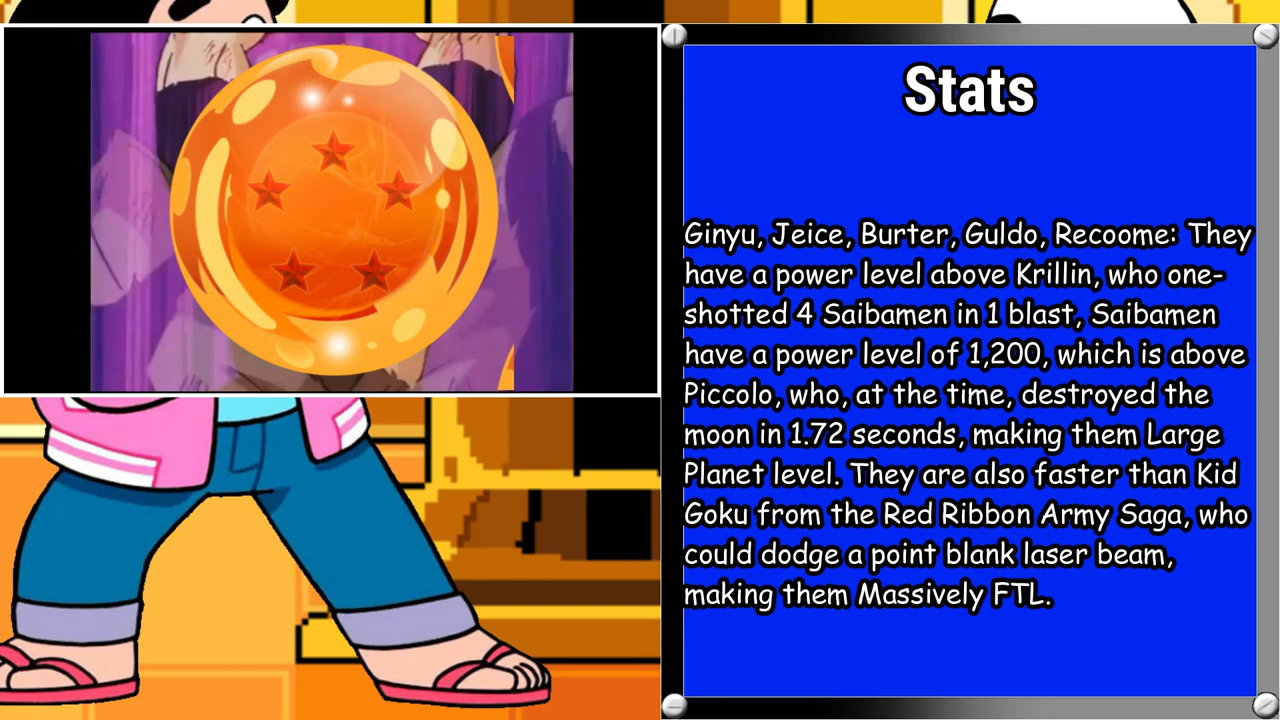 Stats
Ginyu, Jeice, Burter, Guldo, Recoome: They
have a power level above Krillin, who one-
shotted 4 Saibamen in 1 blast, Saibamen
have a power level of 1,200, which is above
Piccolo, who, at the time, destroyed the
moon in 1.72 seconds, making them Large
Planet level. They are also faster than Kid
Goku from the Red Ribbon Army Saga, who
could dodge a point blank laser beam,
making them Massively FTL.